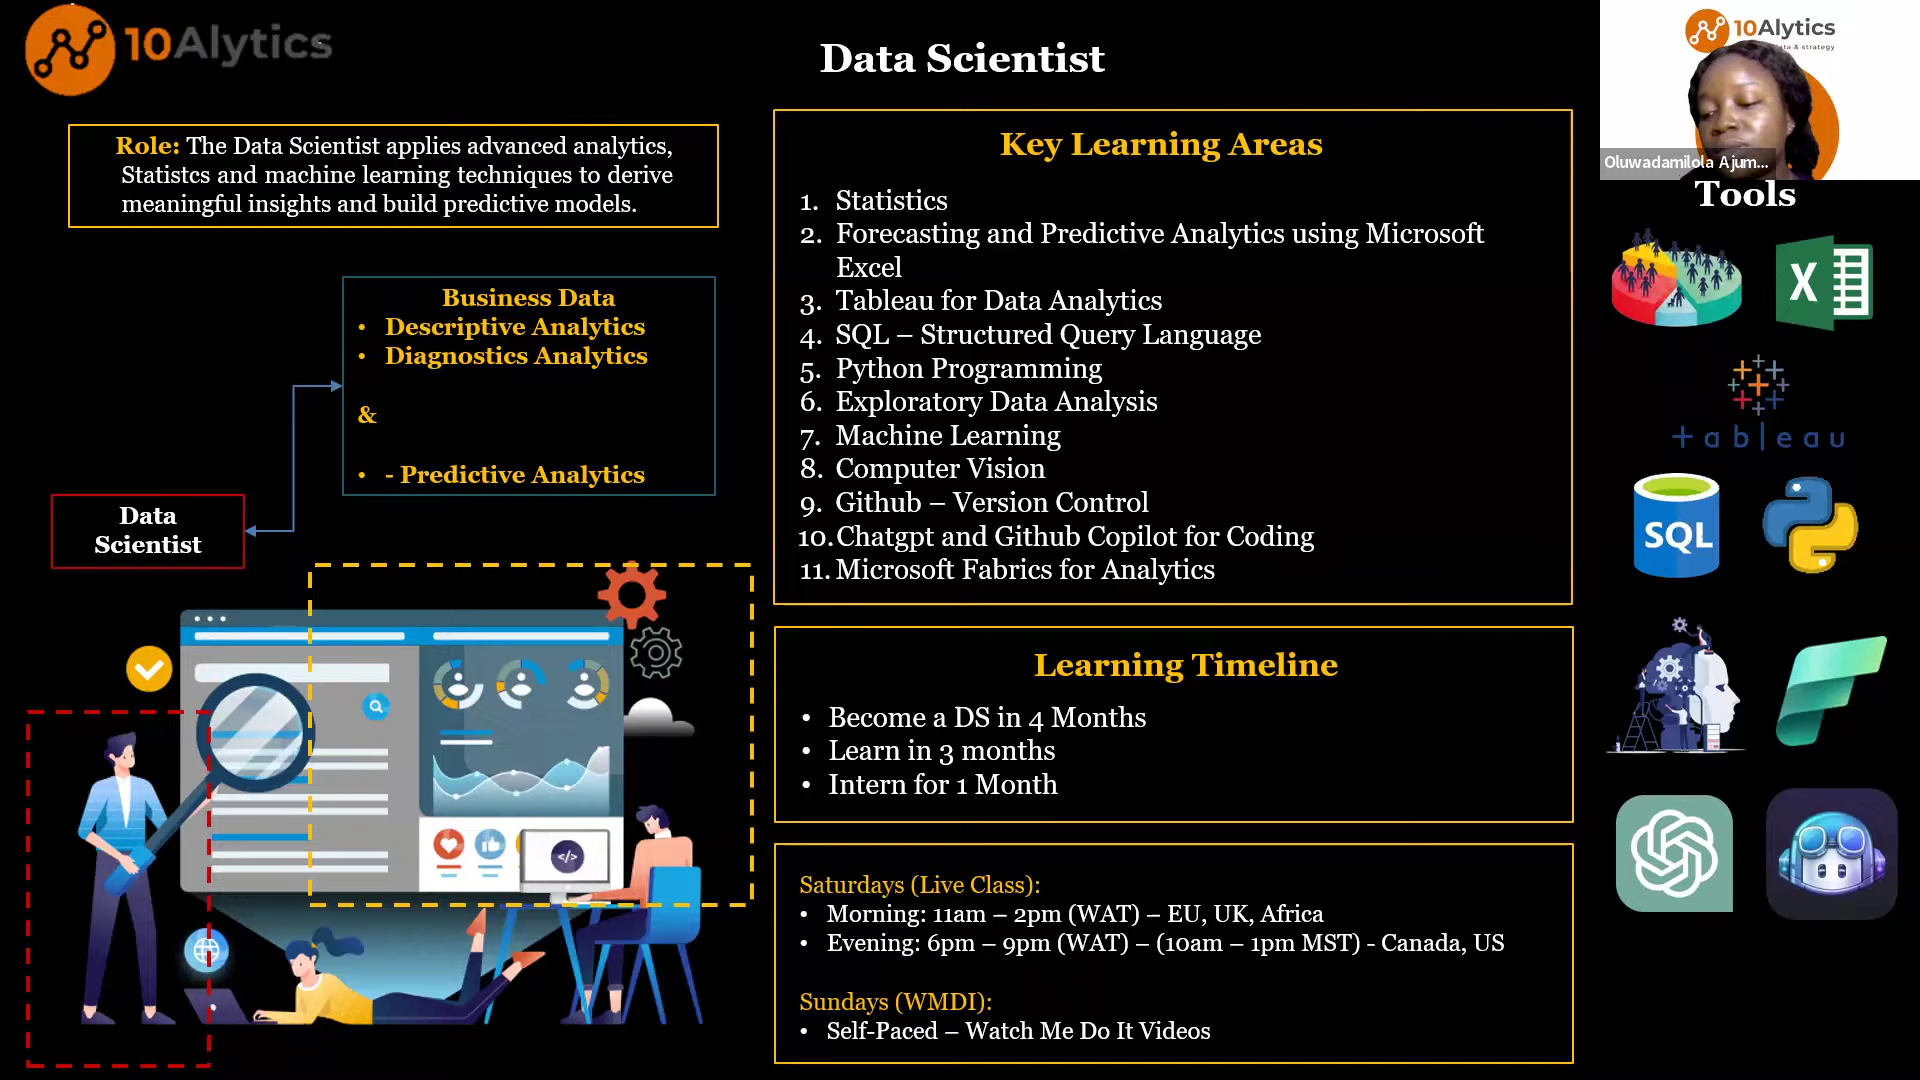 10Alytics
Data Scientist
Role: The Data Scientist applies advanced analytics,
Statistcs and machine learning techniques to derive
meaningful insights and build predictive models.
Business Data
• Descriptive Analytics
• Diagnostics Analytics
&
• - Predictive Analytics
Data
Scientist
Key Learning Areas
1. Statistics
2. Forecasting and Predictive Analytics using Microsoft
Excel
3. Tableau for Data Analytics
4. SQL – Structured Query Language
5. Python Programming
6. Exploratory Data Analysis
7. Machine Learning
8. Computer Vision
9. Github – Version Control
10. Chatgpt and Github Copilot for Coding
11. Microsoft Fabrics for Analytics
Learning Timeline
• Become a DS in 4 Months
• Learn in 3 months
• Intern for 1 Month
Saturdays (Live Class):
• Morning: 11am – 2pm (WAT) – EU, UK, Africa
• Evening: 6pm – 9pm (WAT) – (10am – 1pm MST) - Canada, US
Sundays (WMDI):
• Self-Paced – Watch Me Do It Videos
10Alytics
& strategy
Oluwadamilola Ajum...
Tools
X
+ableau
SQL
</>